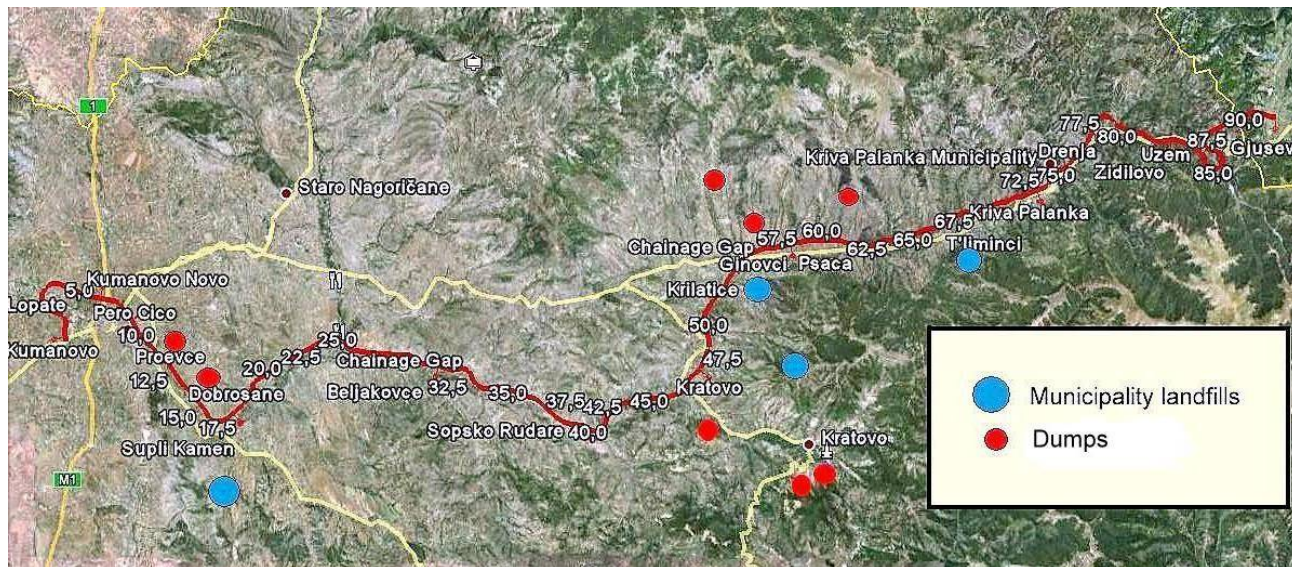 1
77,5
90,0
80,0
87,5
Drenja
Gjusev
Uzem
Kriva Palanka Municipality
Zidilovo
85,0
75,0
72,5
Staro Nagoričane
Kriva Palanka
67,5
60,0
57,5
65,0
T'liminci
Chainage Gap
62,5
Ginovci
Psaca
Kumanovo Novo
Krilatice
5,0
Lopate
Pero Cico
50,0
10,0
25,0
Kumanovo
Proevce
22,5
Chainage Gap
47,5
20,0
12,5
Dobrosane
Beljakovçe
32,5
35,0
Kratovo
37,5
42,5
45,0
15,0
17,5
Sopsko Rudare
40,0
Kratovo
Supli Kamen
M1
Municipality landfills
Dumps